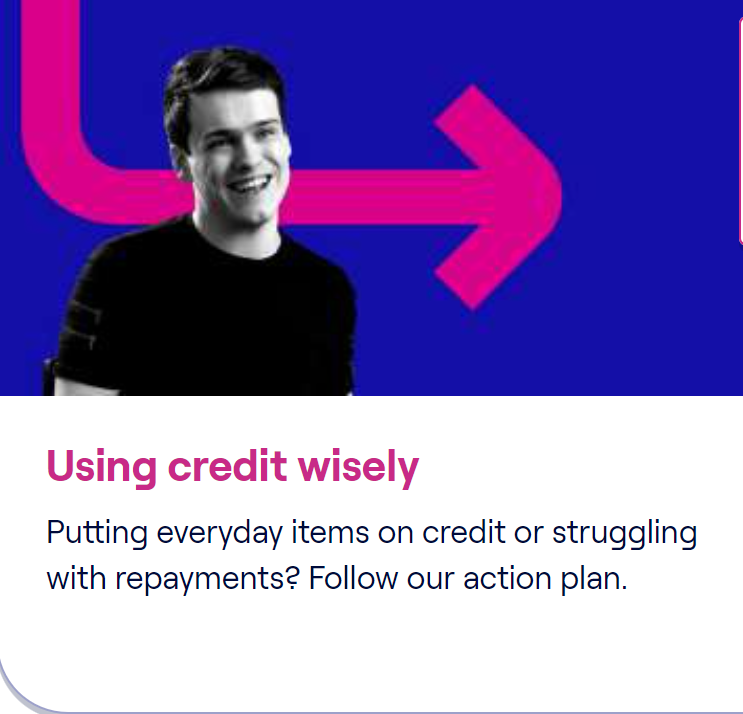 Using credit wisely
Putting everyday items on credit or struggling
with repayments? Follow our action plan.